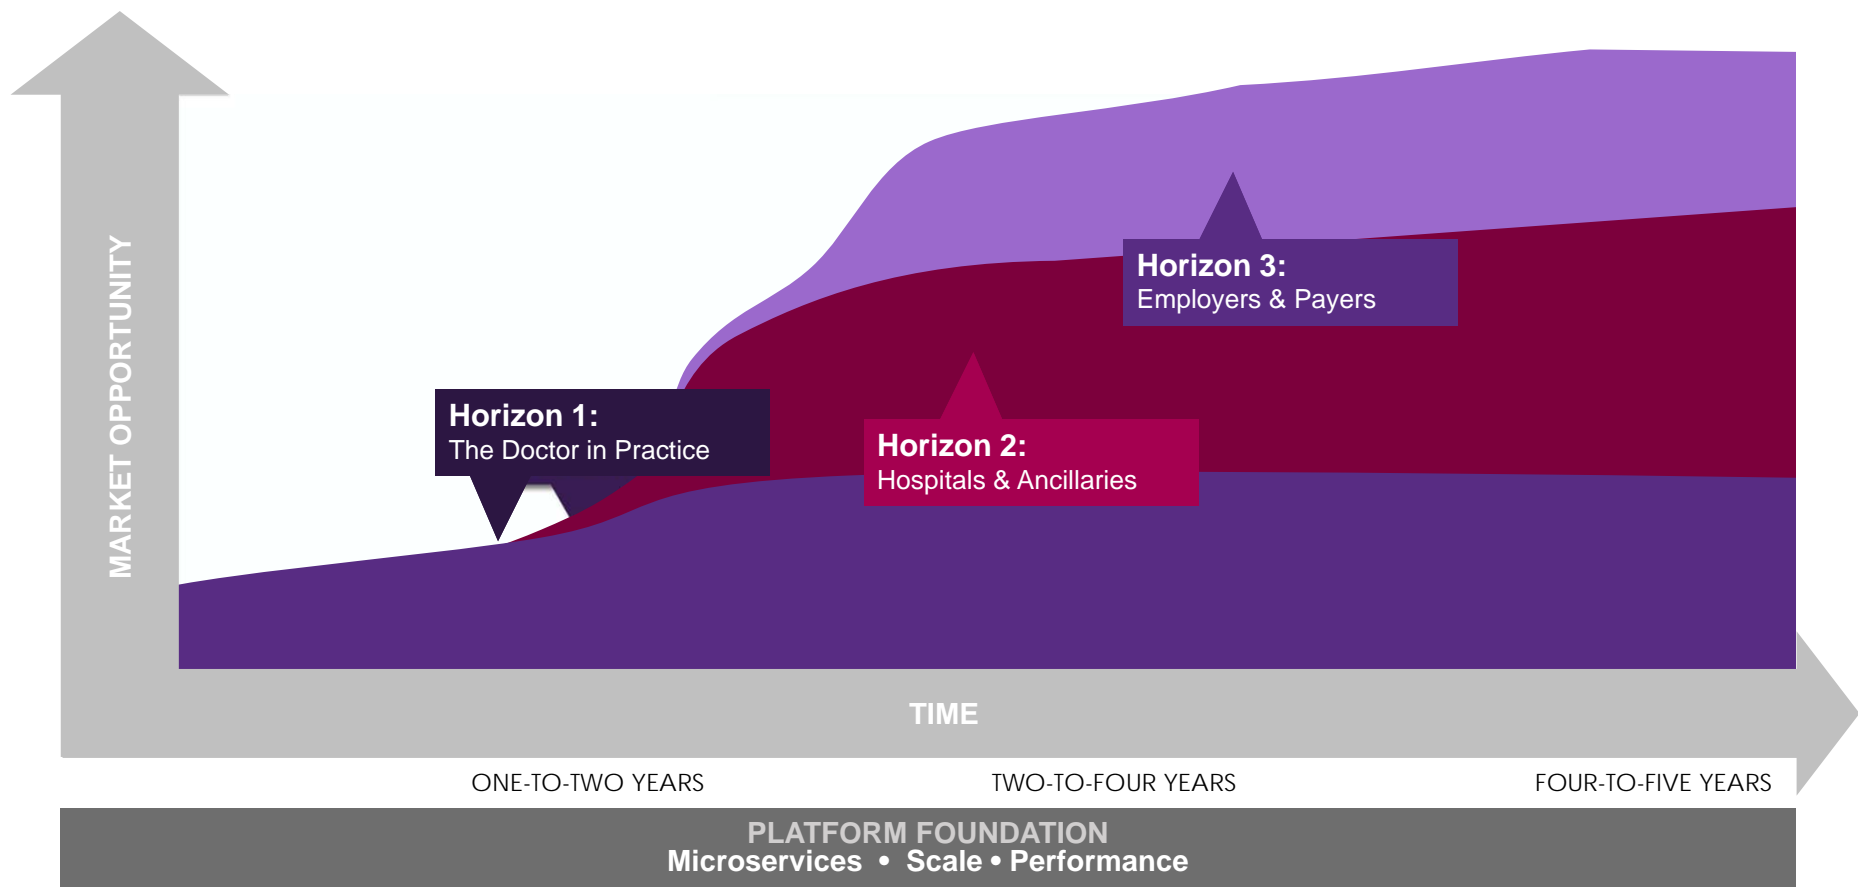 MARKET OPPORTUNITY
Horizon 1:
The Doctor in Practice
Horizon 2:
Hospitals & Ancillaries
Horizon 3:
Employers & Payers
TIME
ONE-TO-TWO YEARS
TWO-TO-FOUR YEARS
FOUR-TO-FIVE YEARS
PLATFORM FOUNDATION
Microservices • Scale • Performance